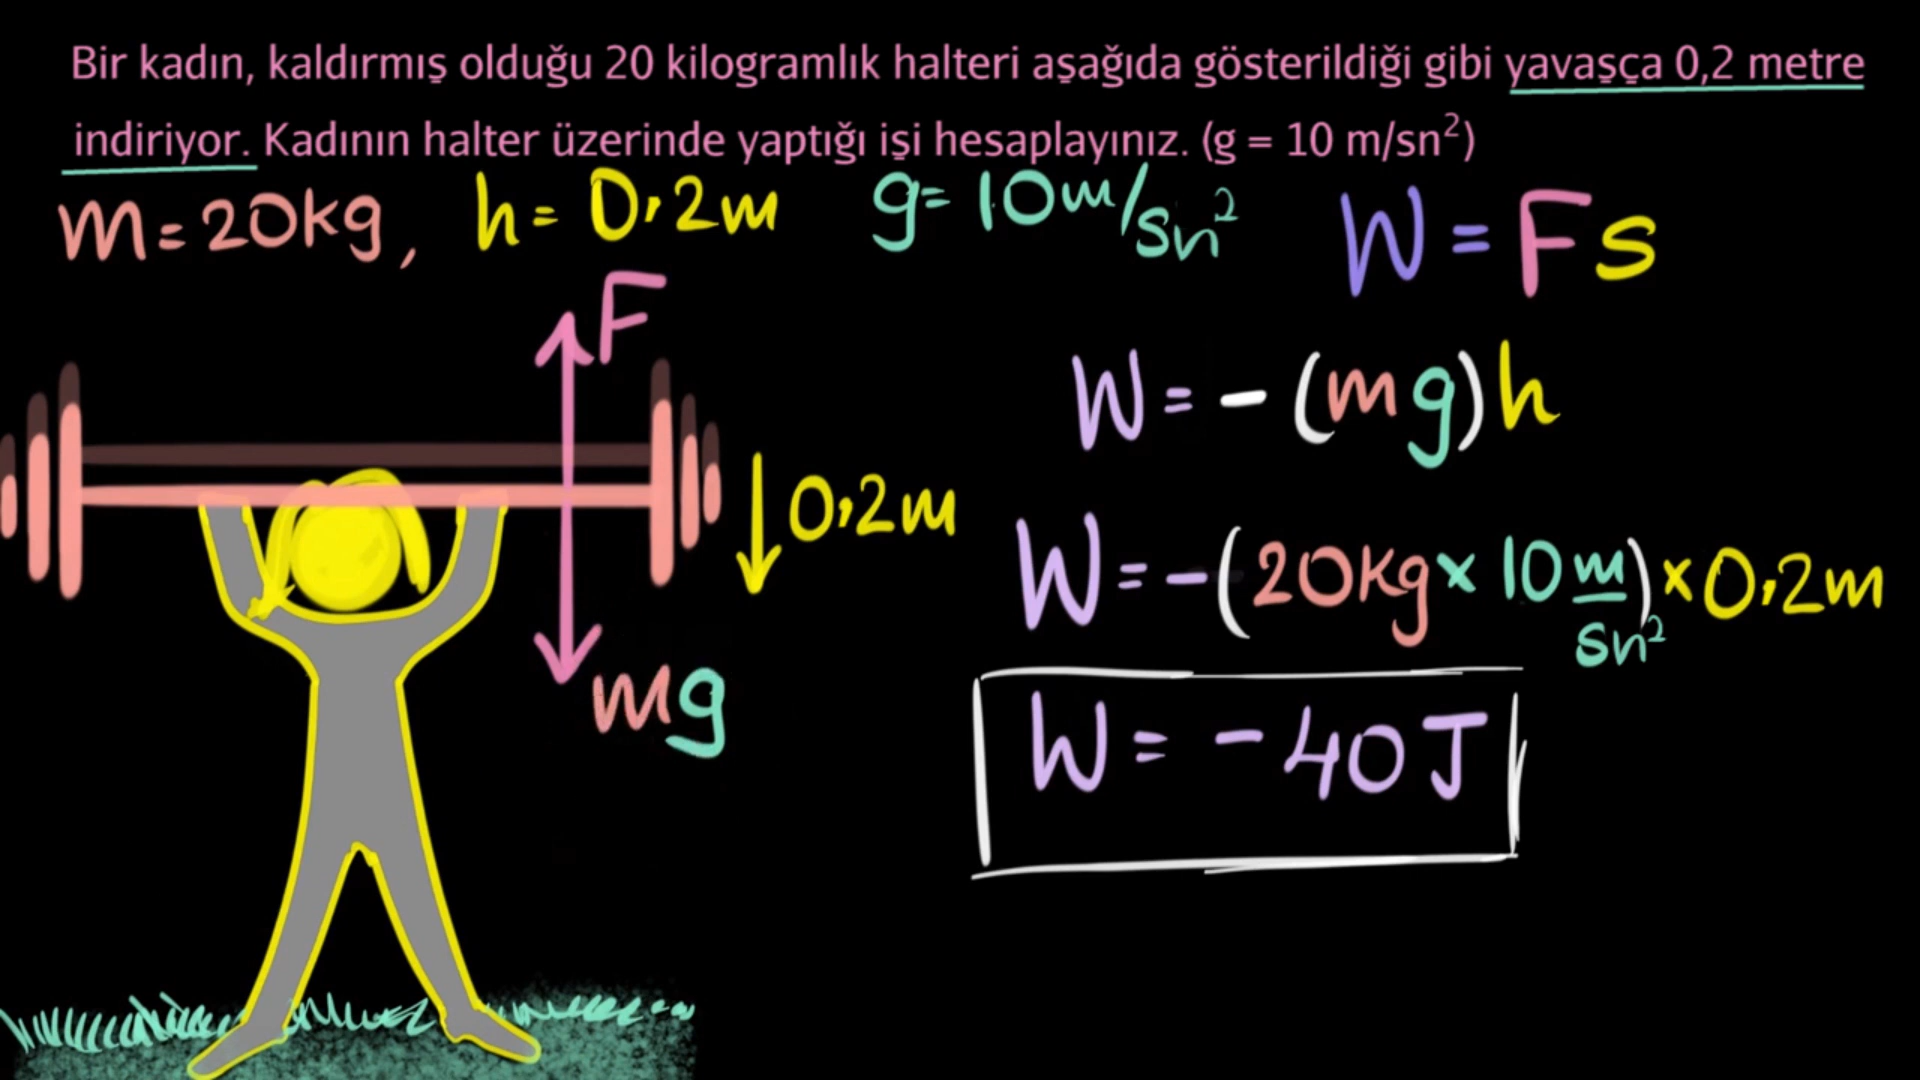 Bir kadın, kaldırmış olduğu 20 kilogramlık halteri aşağıda gösterildiği gibi yavaşça 0,2 metre
indiriyor. Kadının halter üzerinde yaptığı işi hesaplayınız. (g = 10 m/sn²)
m = 20kg, h = 0,2m g = 10m/sn² W = Fs
F
W = -(mg)h
0,2m
W = -(20kg x 10 m/sn²) x 0,2m
mg
W = -40J